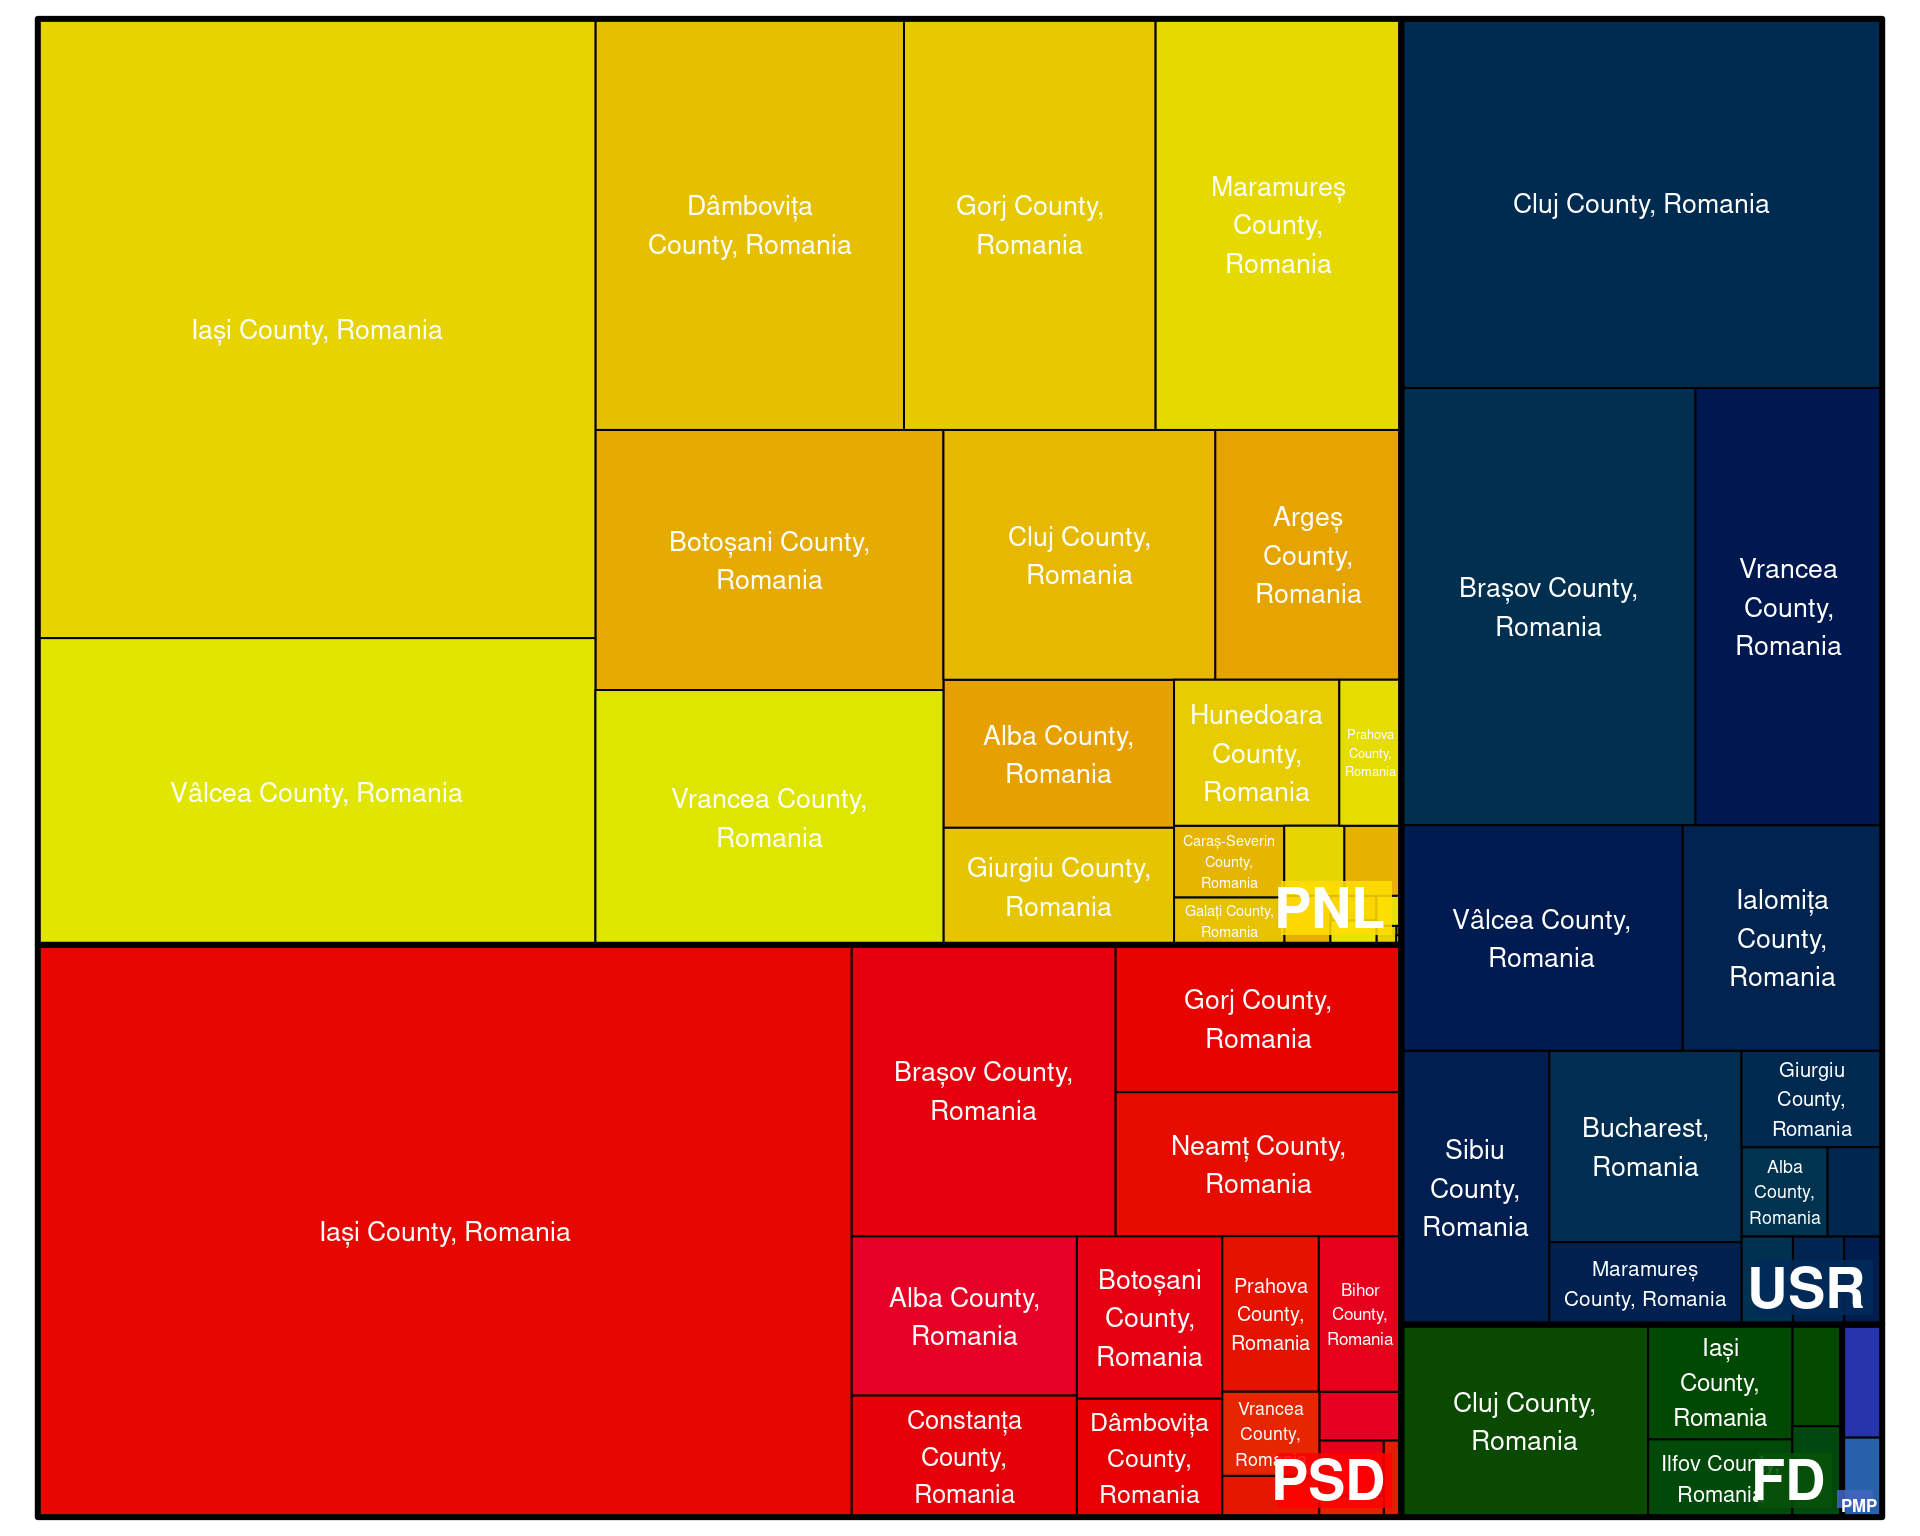 Iași County, Romania
Dâmbovița
County, Romania
Gorj County,
Romania
Maramureș
County,
Romania
Botoșani County,
Romania
Cluj County,
Romania
Argeș
County,
Romania
Vâlcea County, Romania
Vrancea County,
Romania
Alba County,
Romania
Hunedoara
County,
Romania
Prahova
County,
Romania
Giurgiu County,
Romania
Caraș-Severin
County,
Romania
Galați County,
Romania
PNL
Iași County, Romania
Brașov County,
Romania
Gorj County,
Romania
Neamț County,
Romania
Alba County,
Romania
Botoșani
County,
Romania
Prahova
County,
Romania
Bihor
County,
Romania
Constanța
County,
Romania
Dâmbovița
County,
Romania
Vrancea
County,
Romania
PSD
Cluj County, Romania
Brașov County,
Romania
Vrancea
County,
Romania
Vâlcea County,
Romania
Ialomița
County,
Romania
Sibiu
County,
Romania
Bucharest,
Romania
Giurgiu
County,
Romania
Alba
County,
Romania
Maramureș
County, Romania
USR
Cluj County,
Romania
Iași
County,
Romania
Ilfov County,
Romania
FD
PMP